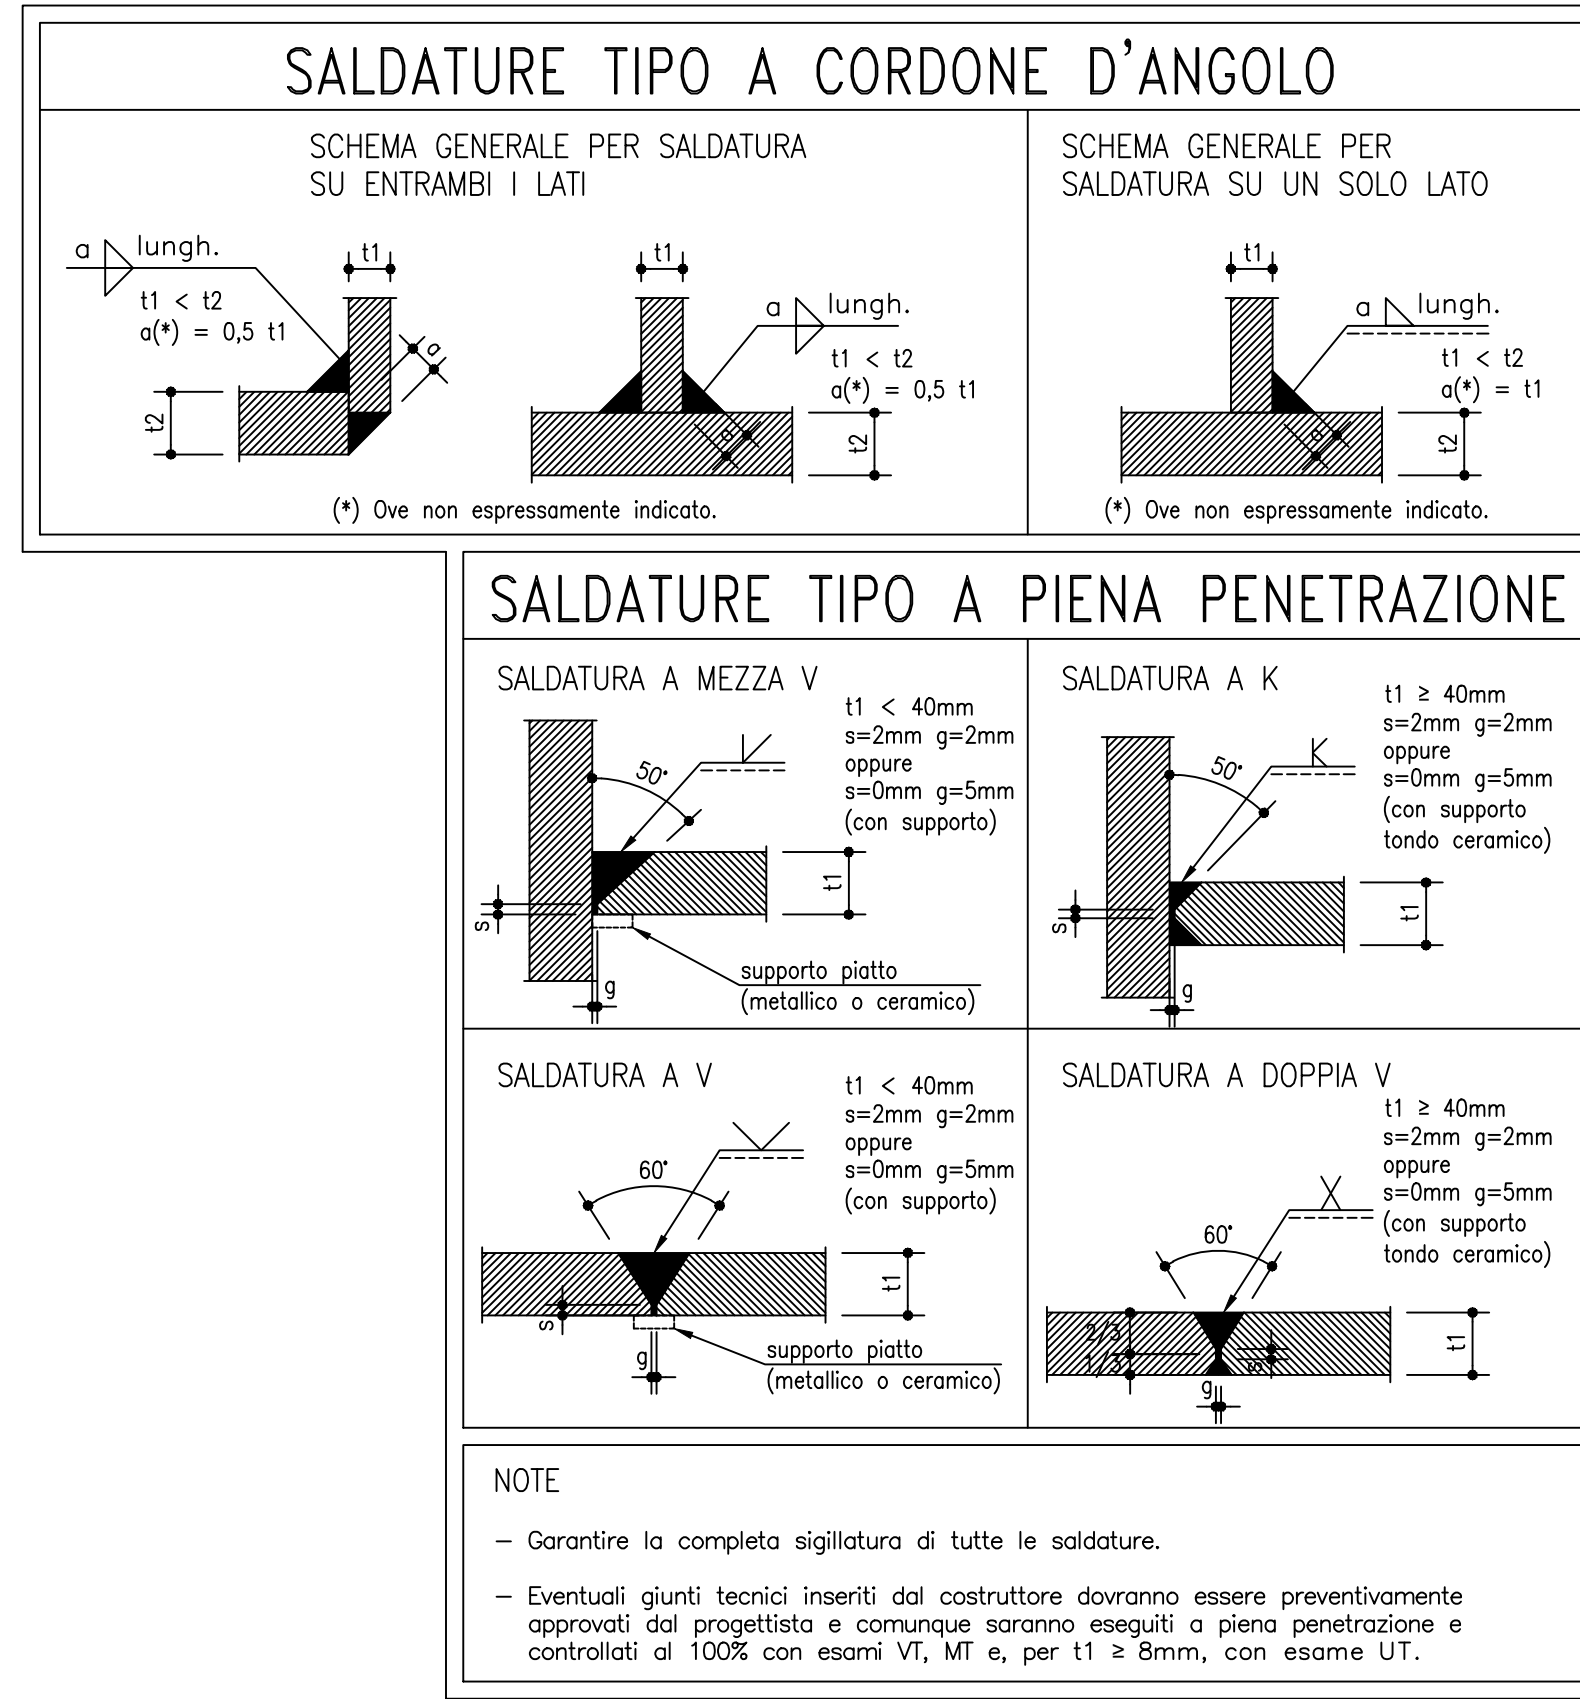 SALDATURE TIPO A CORDONE D'ANGOLO
SCHEMA GENERALE PER SALDATURA
SU ENTRAMBI I LATI
a lungh.
t1 < t2
a(*) = 0,5 t1
t1
a
t2
t1
a lungh.
t1 < t2
a(*) = 0,5 t1
a
t2
(*) Ove non espressamente indicato.
SCHEMA GENERALE PER
SALDATURA SU UN SOLO LATO
t1
a lungh.
t1 < t2
a(*) = t1
a
t2
(*) Ove non espressamente indicato.
SALDATURE TIPO A PIENA PENETRAZIONE
SALDATURA A MEZZA V
t1 < 40mm
s=2mm g=2mm
oppure
s=0mm g=5mm
(con supporto)
50°
t1
s
g
supporto piatto
(metallico o ceramico)
SALDATURA A K
t1 ≥ 40mm
s=2mm g=2mm
oppure
s=0mm g=5mm
(con supporto
tondo ceramico)
50°
t1
s
g
SALDATURA A V
t1 < 40mm
s=2mm g=2mm
oppure
s=0mm g=5mm
(con supporto)
60°
t1
s
g
supporto piatto
(metallico o ceramico)
SALDATURA A DOPPIA V
t1 ≥ 40mm
s=2mm g=2mm
oppure
s=0mm g=5mm
(con supporto
tondo ceramico)
60°
2/3
1/3
s
t1
g
NOTE
— Garantire la completa sigillatura di tutte le saldature.
— Eventuali giunti tecnici inseriti dal costruttore dovranno essere preventivamente
approvati dal progettista e comunque saranno eseguiti a piena penetrazione e
controllati al 100% con esami VT, MT e, per t1 ≥ 8mm, con esame UT.